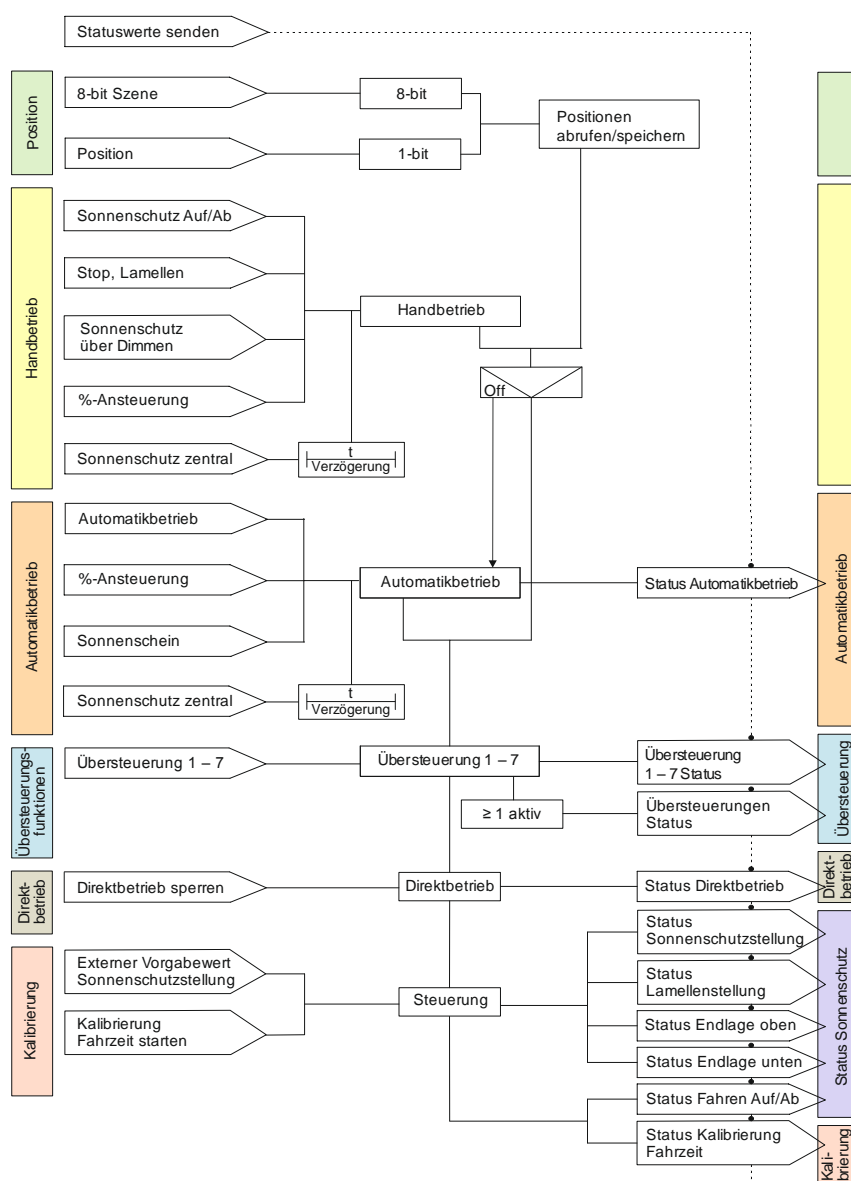 Statuswerte senden
Position
8-bit Szene
8-bit
Positionen
abrufen/speichern
Position
1-bit
Handbetrieb
Sonnenschutz Auf/Ab
Stop, Lamellen
Handbetrieb
Sonnenschutz
über Dimmen
Off
%-Ansteuerung
Sonnenschutz zentral
t
Verzögerung
Automatikbetrieb
Automatikbetrieb
%-Ansteuerung
Automatikbetrieb
Status Automatikbetrieb
Automatikbetrieb
Sonnenschein
Sonnenschutz zentral
t
Verzögerung
Übersteuerungs-
funktionen
Übersteuerung 1 – 7
Übersteuerung 1 – 7
Übersteuerung
1 – 7 Status
Übersteuerung
≥ 1 aktiv
Übersteuerungen
Status
Direkt-
betrieb
Direktbetrieb sperren
Direktbetrieb
Status Direktbetrieb
Direkt-
betrieb
Kalibrierung
Externer Vorgabewert
Sonnenschutzstellung
Kalibrierung
Fahrzeit starten
Steuerung
Status
Sonnenschutzstellung
Status
Lamellenstellung
Status Endlage oben
Status Endlage unten
Status Fahren Auf/Ab
Status Sonnenschutz
Status Kalibrierung
Fahrzeit
Kali-
brierung